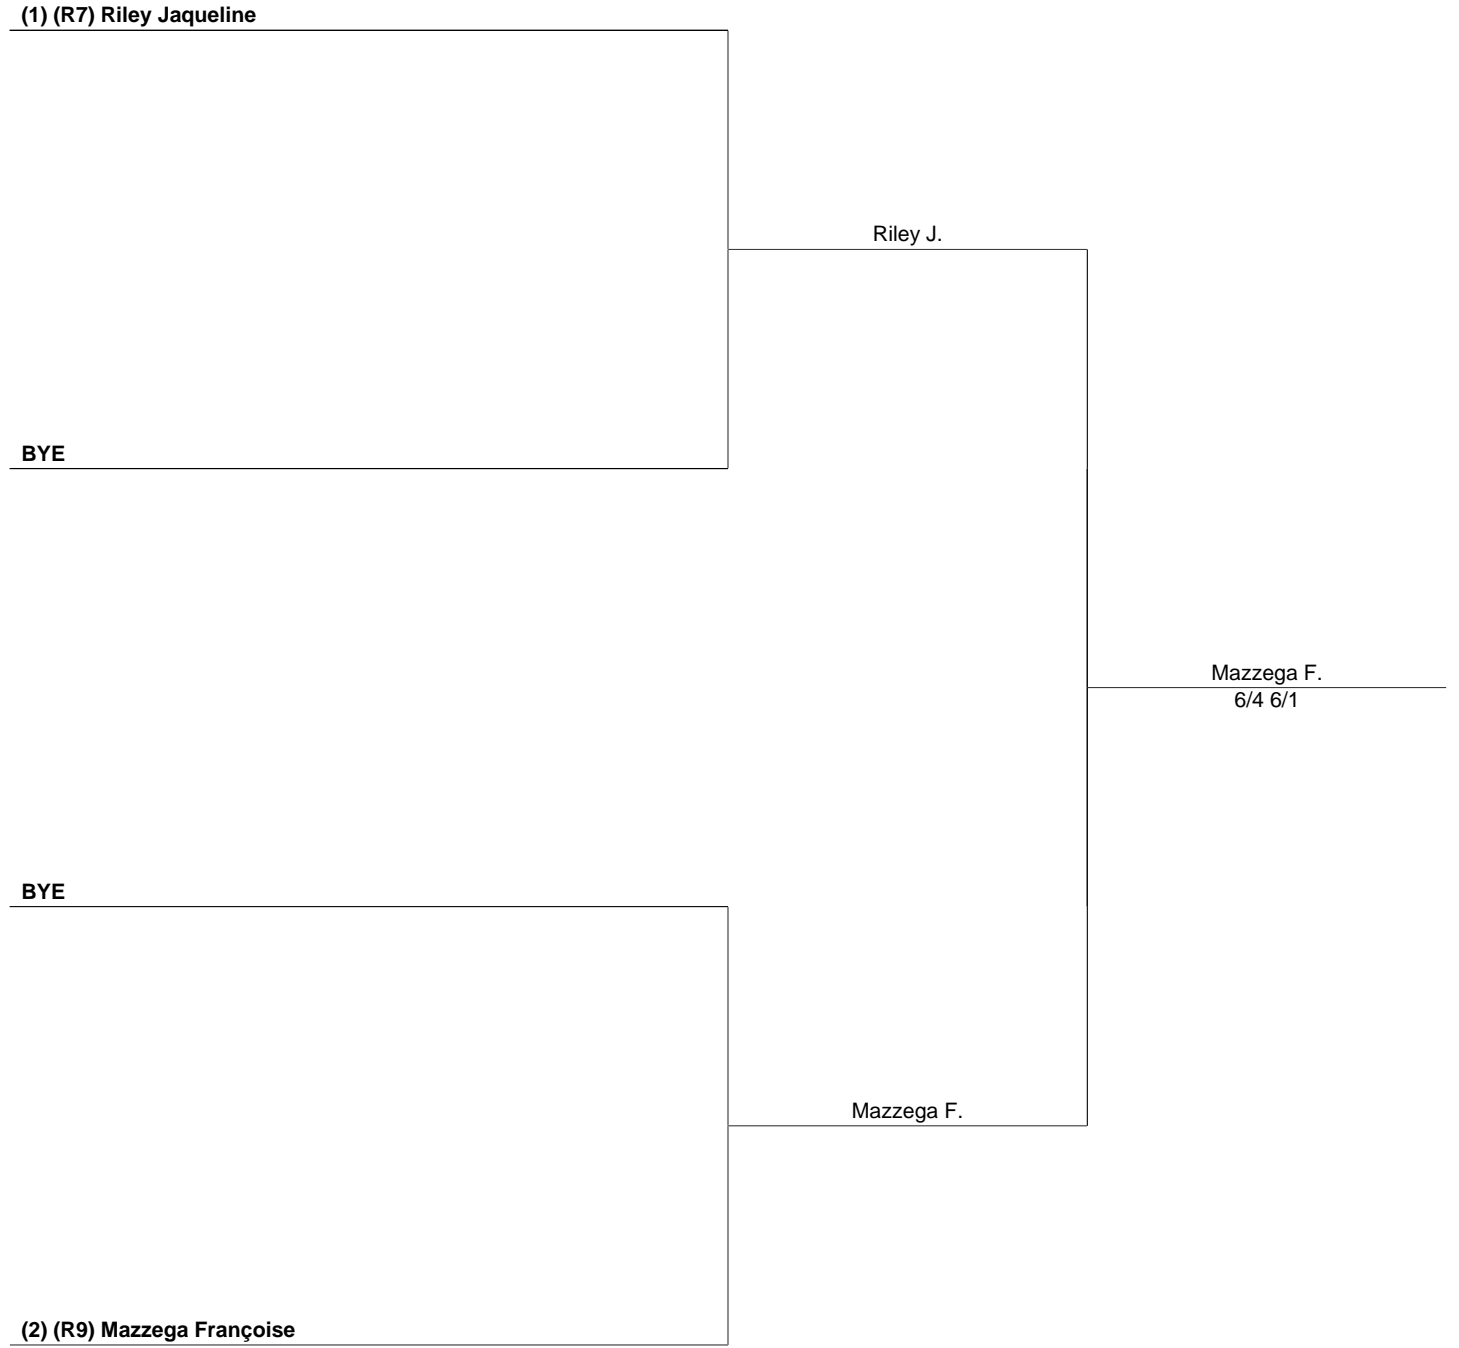 (1) (R7) Riley Jaqueline
Riley J.
BYE
Mazzega F.
6/4 6/1
BYE
Mazzega F.
(2) (R9) Mazzega Françoise